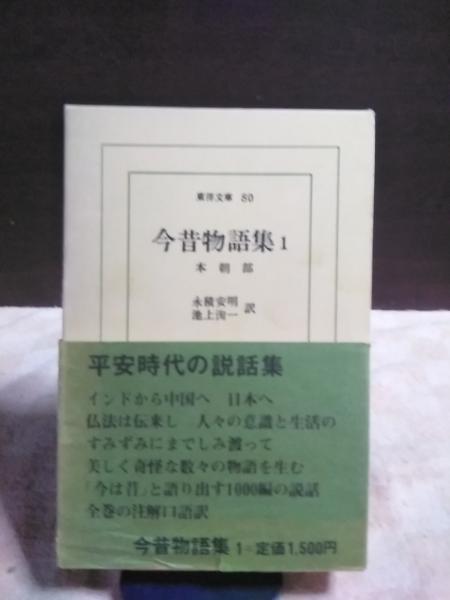 東洋文庫 80
今昔物語集1
本朝部
永積安明
池上洵一 訳
平安時代の説話集
インドから中国へ 日本へ
仏法は伝来し 人々の意識と生活の
すみずみにまでしみ渡って
美しく奇怪な数々の物語を生む
「今は昔」と語り出す1000編の説話
全巻の注解口語訳
今昔物語集 1=定価1,500円